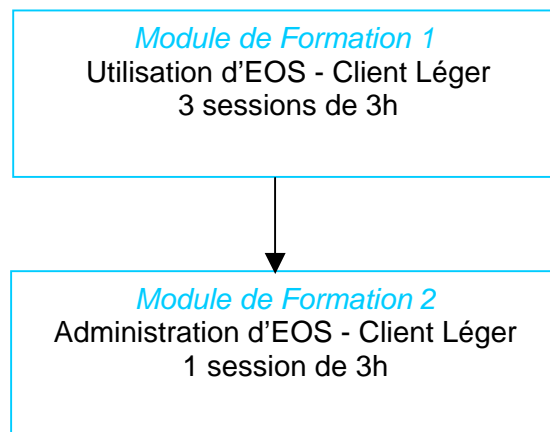 Module de Formation 1
Utilisation d’EOS - Client Léger
3 sessions de 3h
Module de Formation 2
Administration d’EOS - Client Léger
1 session de 3h